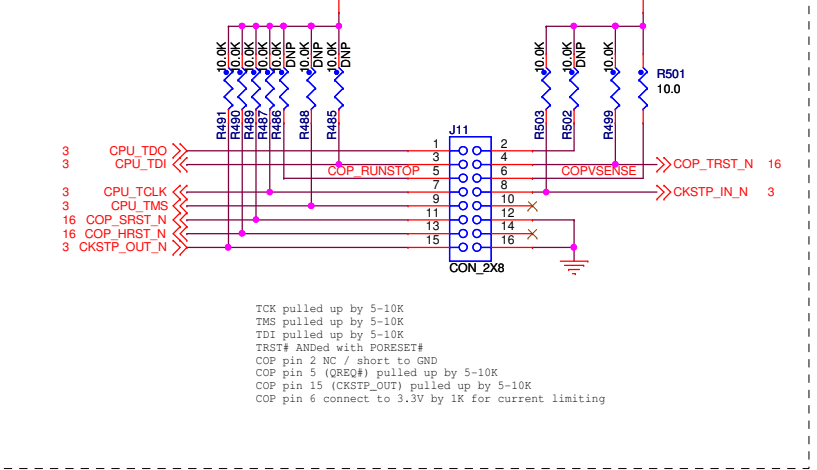 10.0K
10.0K
10.0K
10.0K
10.0K
DNP
10.0K
DNP
10.0K
DNP
10.0K
10.0K
DNP
10.0K
R501
10.0
R491
R490
R489
R487
R486
R488
R485
R503
R502
R499
J11
3 CPU_TDO 1 2
3 CPU_TDI 3 4 COP_TRST_N 16
COP_RUNSTOP 5 6 COPVSENSE
3 CPU_TCLK 7 8 CKSTP_IN_N 3
3 CPU_TMS 9 10
16 COP_SRST_N 11 12
16 COP_HRST_N 13 14
3 CKSTP_OUT_N 15 16
CON_2X8
TCK pulled up by 5-10K
TMS pulled up by 5-10K
TDI pulled up by 5-10K
TRST# ANDed with PORESET#
COP pin 2 NC / short to GND
COP pin 5 (QREQ#) pulled up by 5-10K
COP pin 15 (CKSTP_OUT) pulled up by 5-10K
COP pin 6 connect to 3.3V by 1K for current limiting